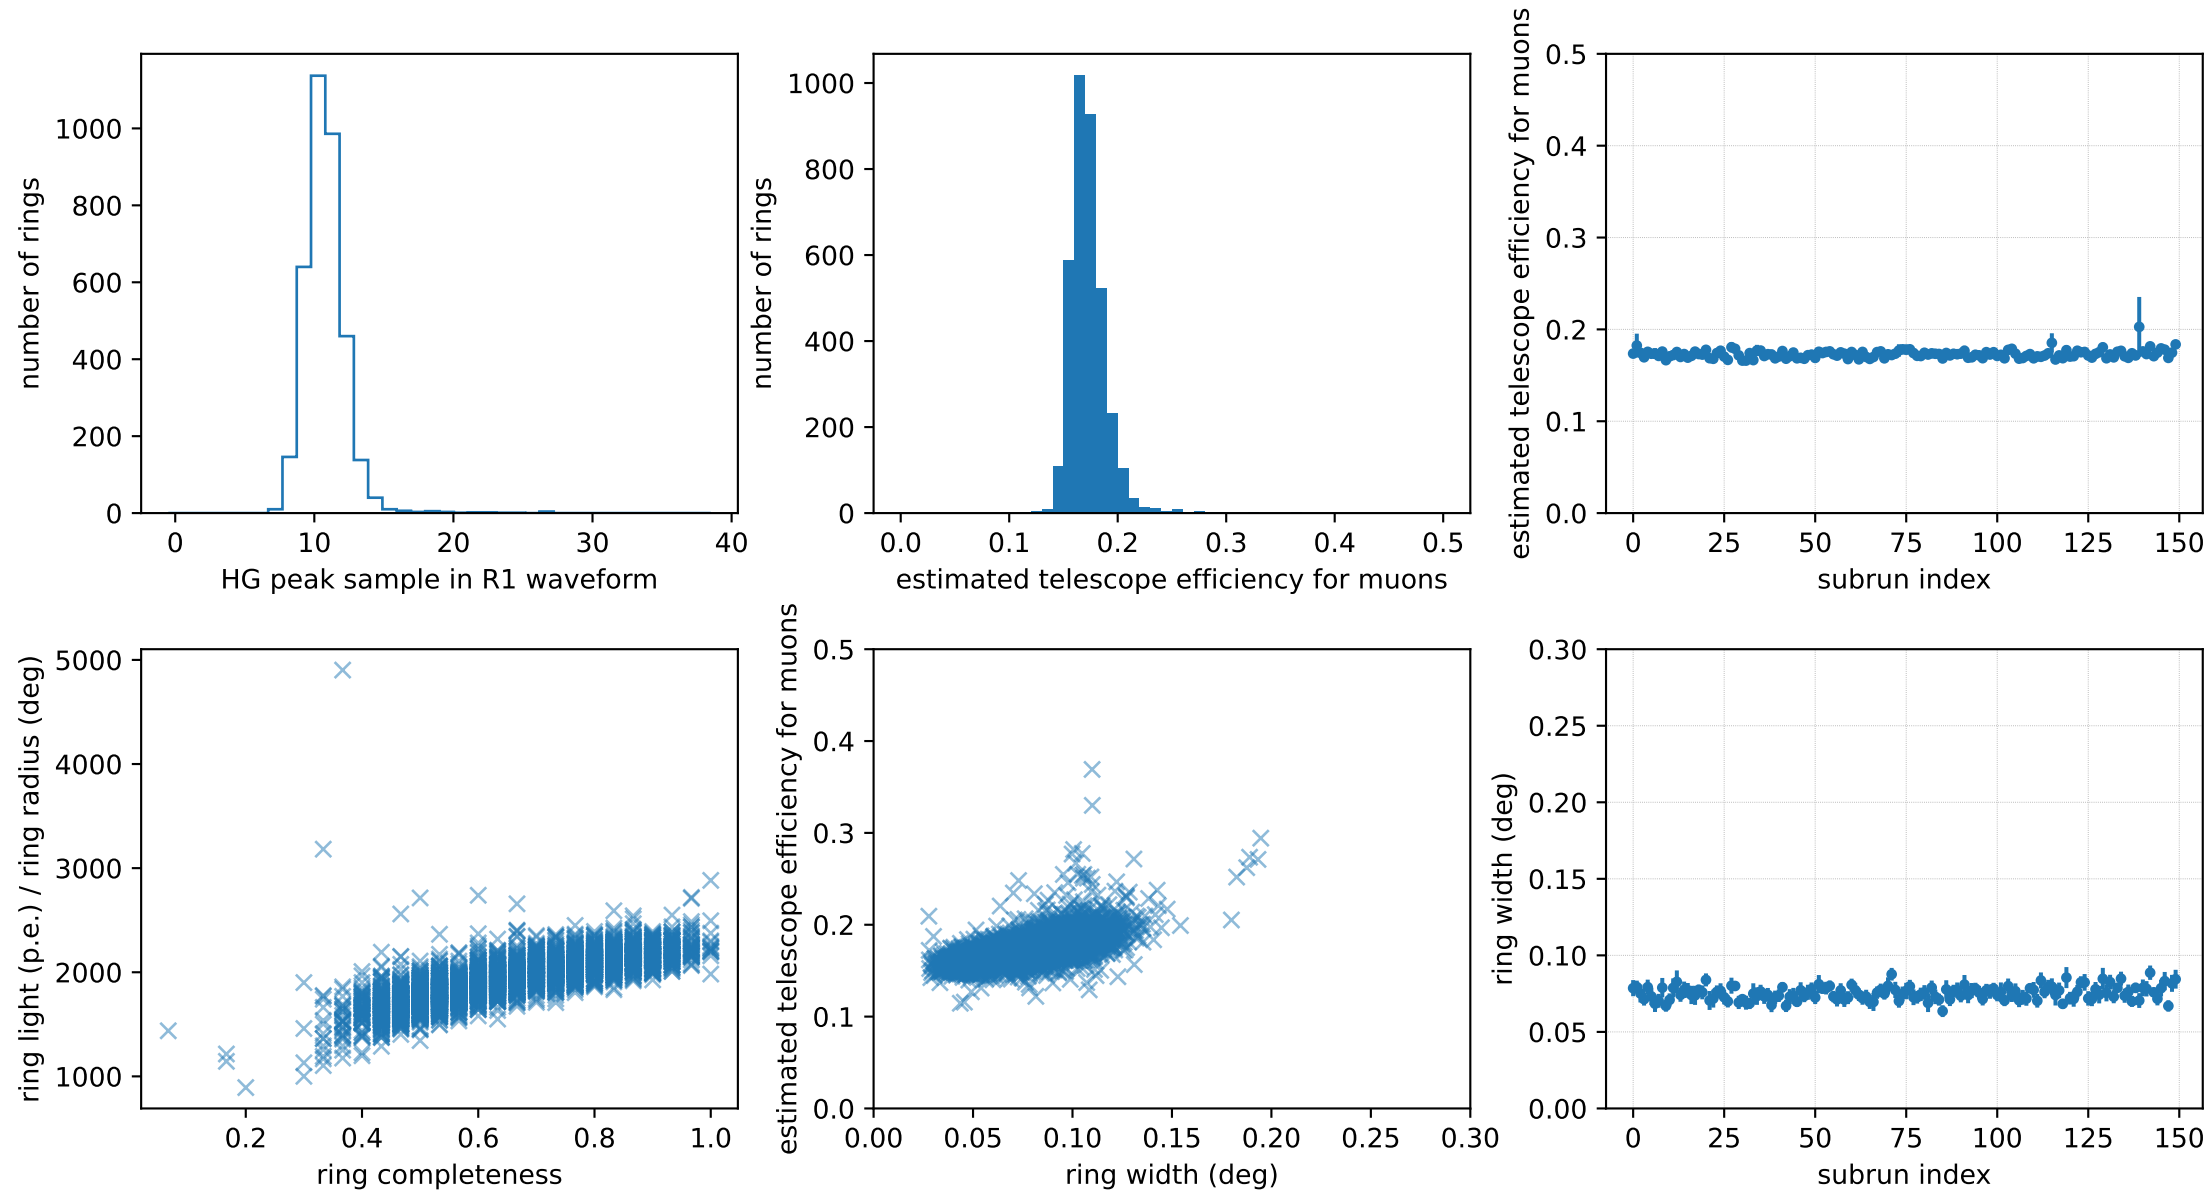 number of rings
1000
800
600
400
200
0
0 10 20 30 40
HG peak sample in R1 waveform
number of rings
1000
800
600
400
200
0
0.0 0.1 0.2 0.3 0.4 0.5
estimated telescope efficiency for muons
estimated telescope efficiency for muons
0.5
0.4
0.3
0.2
0.1
0.0
0 25 50 75 100 125 150
subrun index
ring light (p.e.) / ring radius (deg)
5000
4000
3000
2000
1000
0.2 0.4 0.6 0.8 1.0
ring completeness
estimated telescope efficiency for muons
0.5
0.4
0.3
0.2
0.1
0.0
0.00 0.05 0.10 0.15 0.20 0.25 0.30
ring width (deg)
ring width (deg)
0.30
0.25
0.20
0.15
0.10
0.05
0.00
0 25 50 75 100 125 150
subrun index